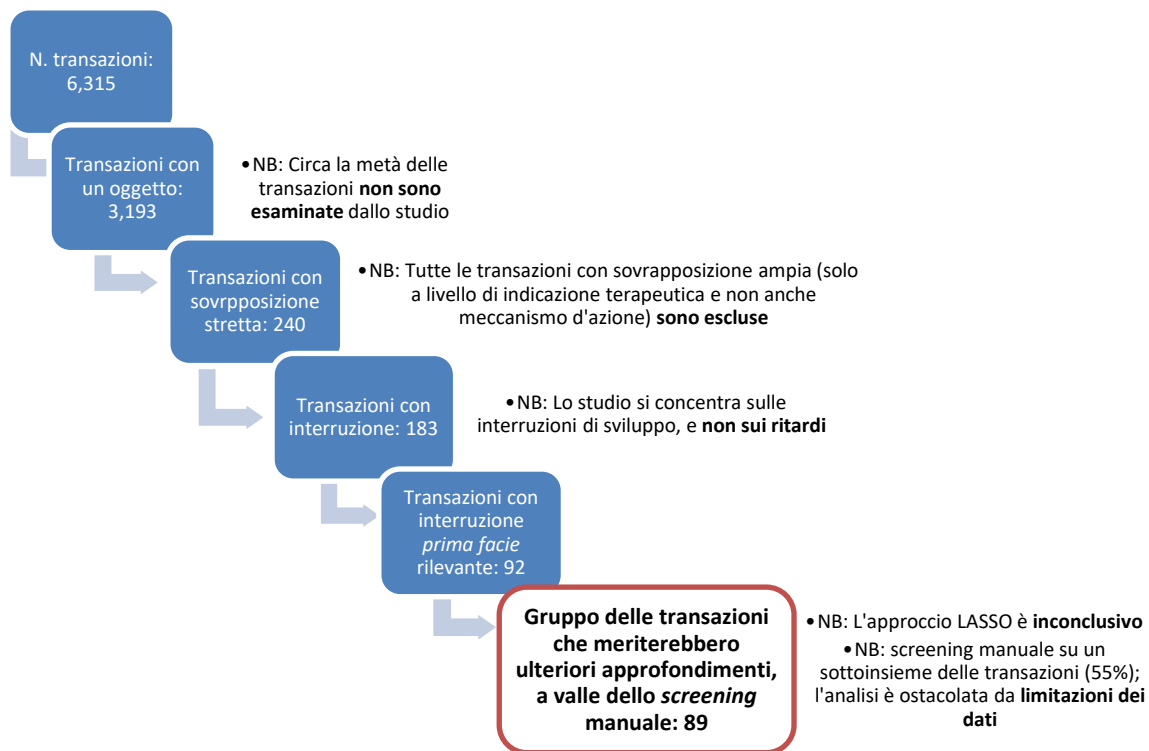 N. transazioni:
6,315
Transazioni con
un oggetto:
3,193
•NB: Circa la metà delle
transazioni non sono
esaminate dallo studio
Transazioni con
sovrpposizione
stretta: 240
•NB: Tutte le transazioni con sovrapposizione ampia (solo
a livello di indicazione terapeutica e non anche
meccanismo d'azione) sono escluse
Transazioni con
interruzione: 183
•NB: Lo studio si concentra sulle
interruzioni di sviluppo, e non sui ritardi
Transazioni con
interruzione
prima facie
rilevante: 92
Gruppo delle transazioni
che meriterebbero
ulteriori approfondimenti,
a valle dello screening
manuale: 89
•NB: L'approccio LASSO è inconclusivo
•NB: screening manuale su un
sottoinsieme delle transazioni (55%);
l'analisi è ostacolata da limitazioni dei
dati